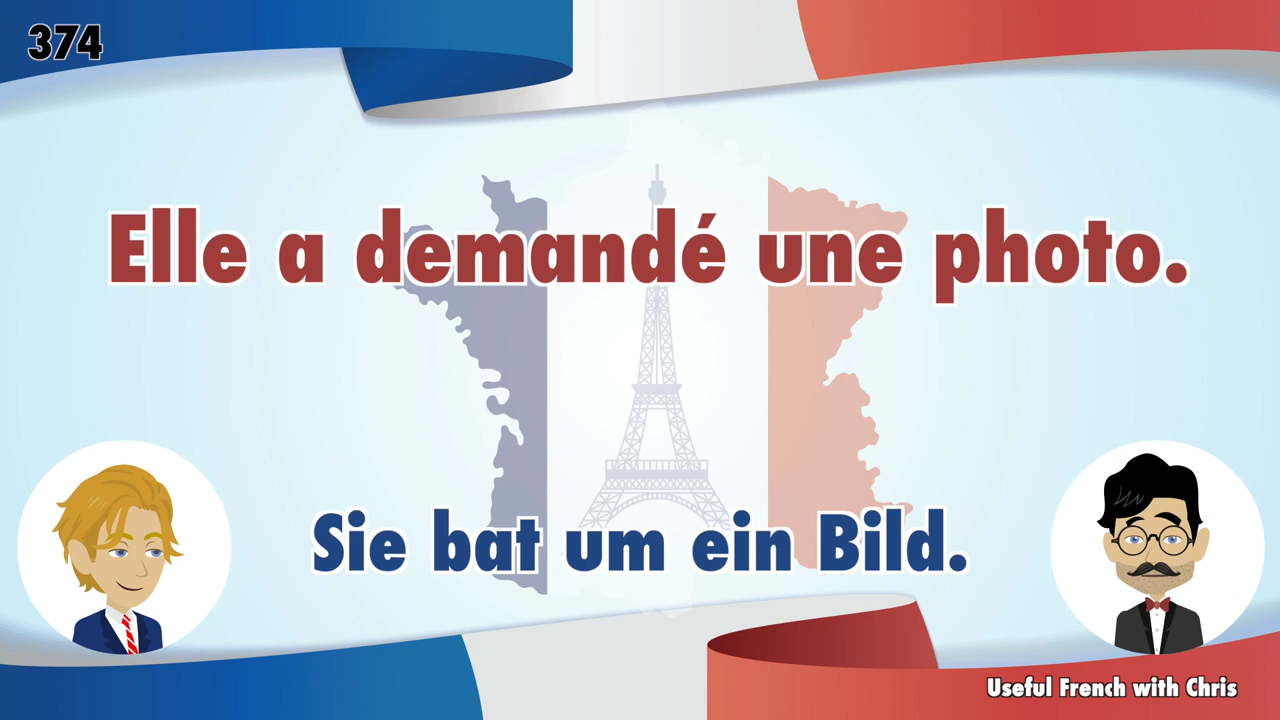 374
Elle a demandé une photo.
Sie bat um ein Bild.
Useful French with Chris